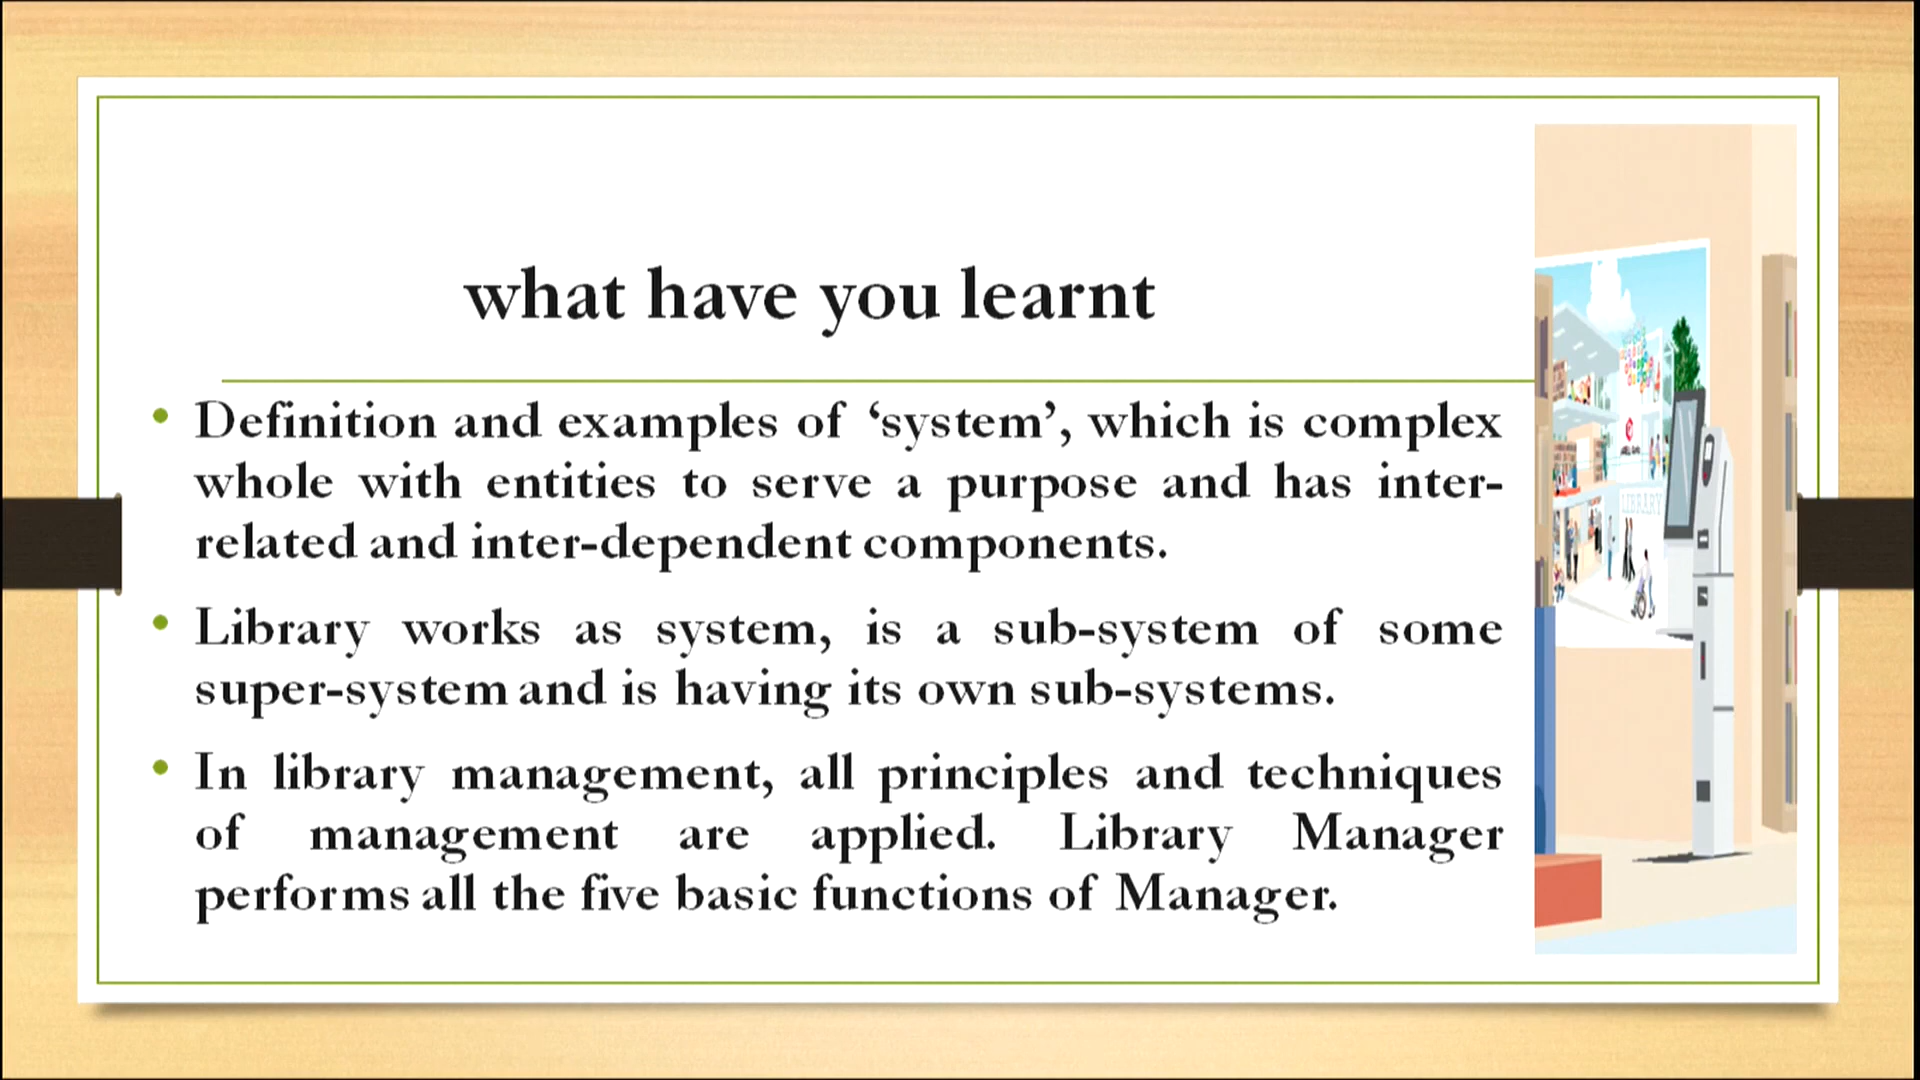 what have you learnt
• Definition and examples of ‘system’, which is complex
whole with entities to serve a purpose and has inter-
related and inter-dependent components.
• Library works as system, is a sub-system of some
super-system and is having its own sub-systems.
• In library management, all principles and techniques
of management are applied. Library Manager
performs all the five basic functions of Manager.
LIBRARY